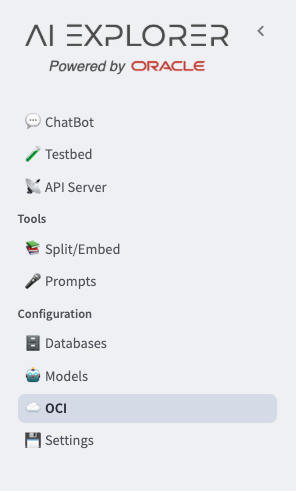 AI EXPLORER
Powered by ORACLE
ChatBot
Testbed
API Server
Tools
Split/Embed
Prompts
Configuration
Databases
Models
OCI
Settings